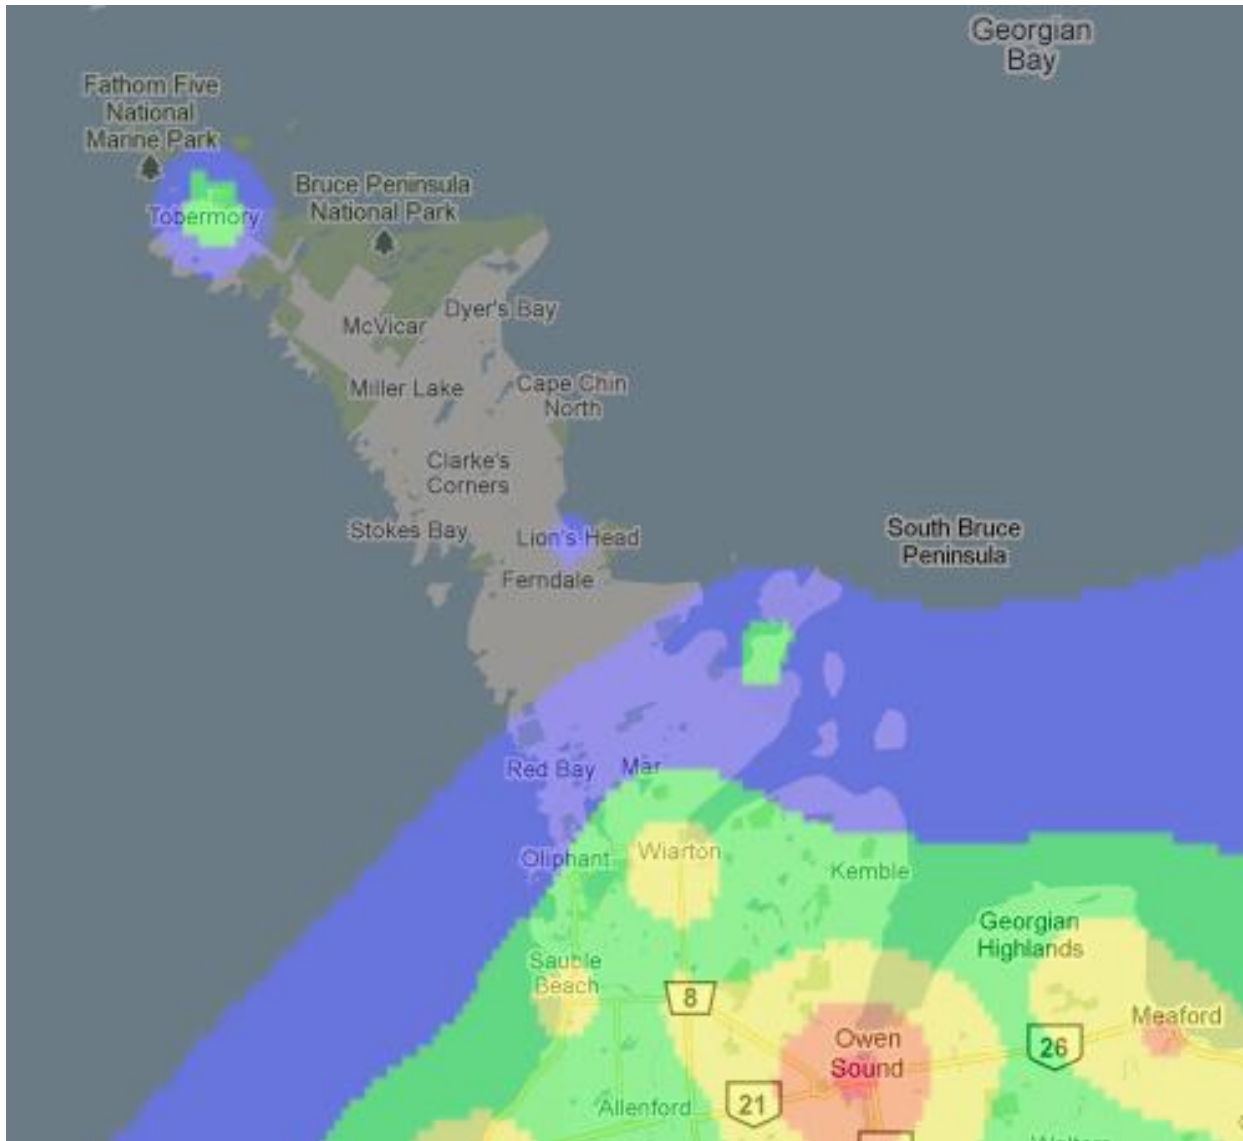 Georgian
Bay
Fathom Five
National
Marine Park
Bruce Peninsula
National Park
Tobermory
Dyer's Bay
McVicar
Miller Lake
Cape Chin
North
Clarke's
Corners
Stokes Bay
Lion's Head
South Bruce
Peninsula
Ferndale
Red Bay
Mar
Oliphant
Wiarton
Kemble
Georgian
Highlands
Sauble
Beach
8
Meaford
Owen
Sound
26
21
Allenford